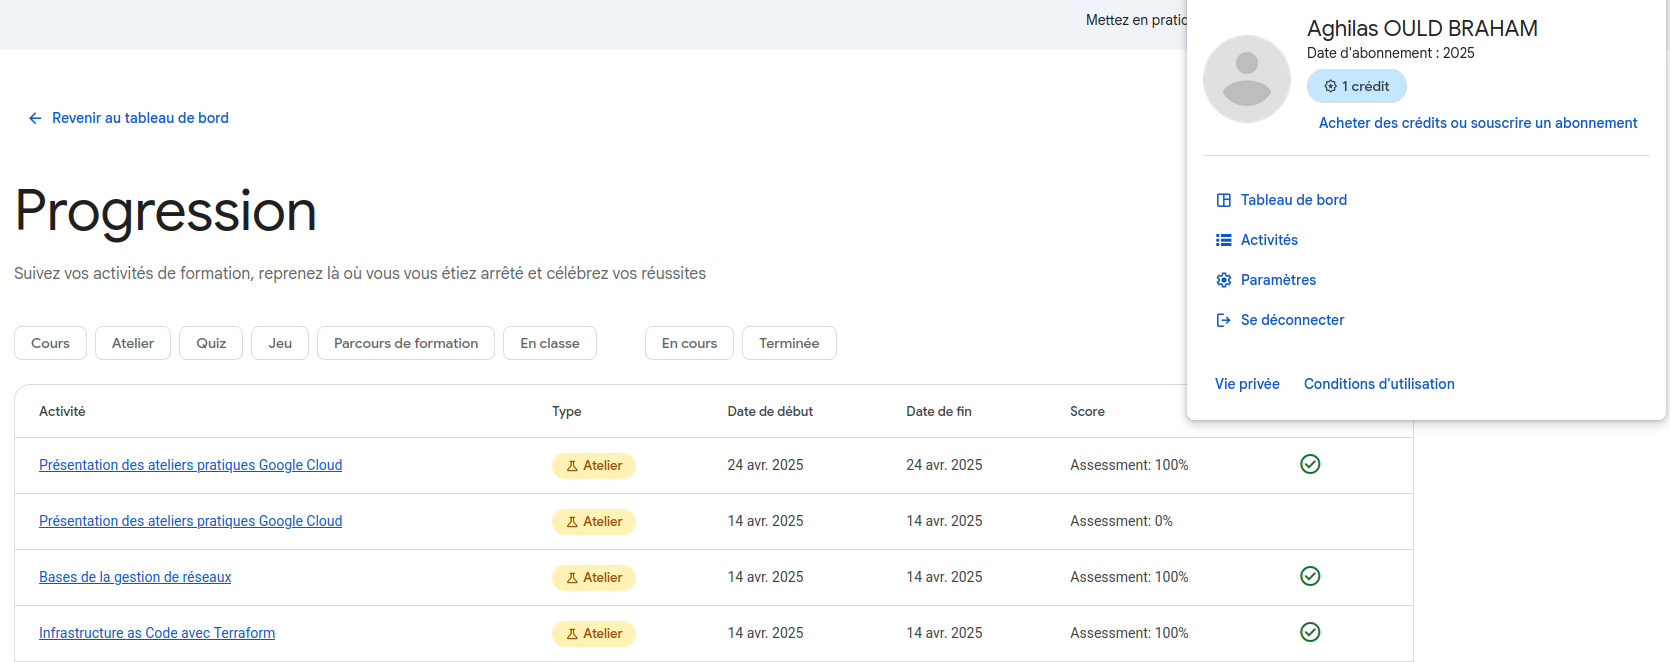 Mettez en pratic
Aghilas OULD BRAHAM
Date d'abonnement : 2025
1 crédit
Acheter des crédits ou souscrire un abonnement
Tableau de bord
Activités
Paramètres
Se déconnecter
Vie privée Conditions d'utilisation
Revenir au tableau de bord
Progression
Suivez vos activités de formation, reprenez là où vous vous étiez arrêté et célébrez vos réussites
Cours Atelier Quiz Jeu Parcours de formation En classe En cours Terminée
Activité Type Date de début Date de fin Score
Présentation des ateliers pratiques Google Cloud Atelier 24 avr. 2025 24 avr. 2025 Assessment: 100%
Présentation des ateliers pratiques Google Cloud Atelier 14 avr. 2025 14 avr. 2025 Assessment: 0%
Bases de la gestion de réseaux Atelier 14 avr. 2025 14 avr. 2025 Assessment: 100%
Infrastructure as Code avec Terraform Atelier 14 avr. 2025 14 avr. 2025 Assessment: 100%